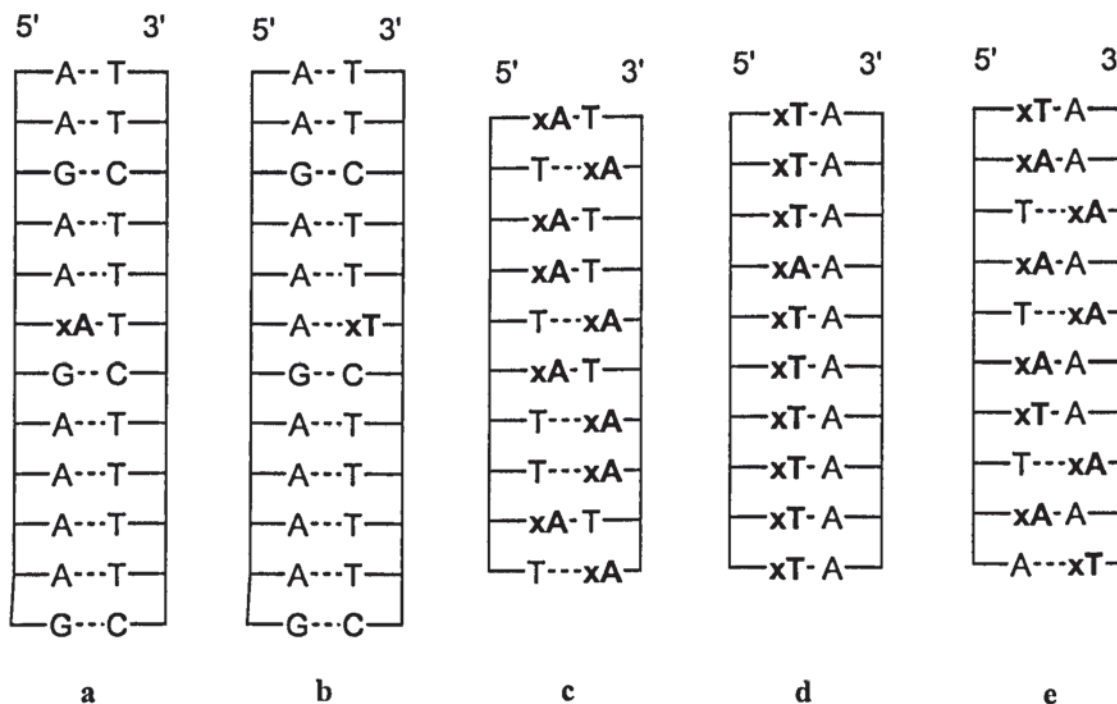 5' 3'
A--T
A--T
G--C
A---T
A---T
xA-T
G--C
A---T
A---T
A---T
A---T
G---C
a
5' 3'
A--T
A--T
G--C
A---T
A---T
A---xT
G--C
A---T
A---T
A---T
A---T
G---C
b
5' 3'
xA-T
T---xA
xA-T
xA-T
T---xA
xA-T
T---xA
T---xA
xA-T
T---xA
c
5' 3'
xT-A
xT-A
xT-A
xA-A
xT-A
xT-A
xT-A
xT-A
xT-A
xT-A
d
5' 3
xT-A
xA-A
T---xA
xA-A
T---xA
xA-A
xT-A
T---xA
xA-A
A---xT
e